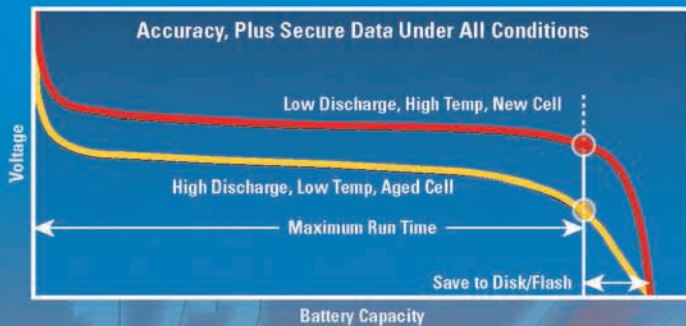 Accuracy, Plus Secure Data Under All Conditions
Low Discharge, High Temp, New Cell
Voltage
High Discharge, Low Temp, Aged Cell
Maximum Run Time
Save to Disk/Flash
Battery Capacity